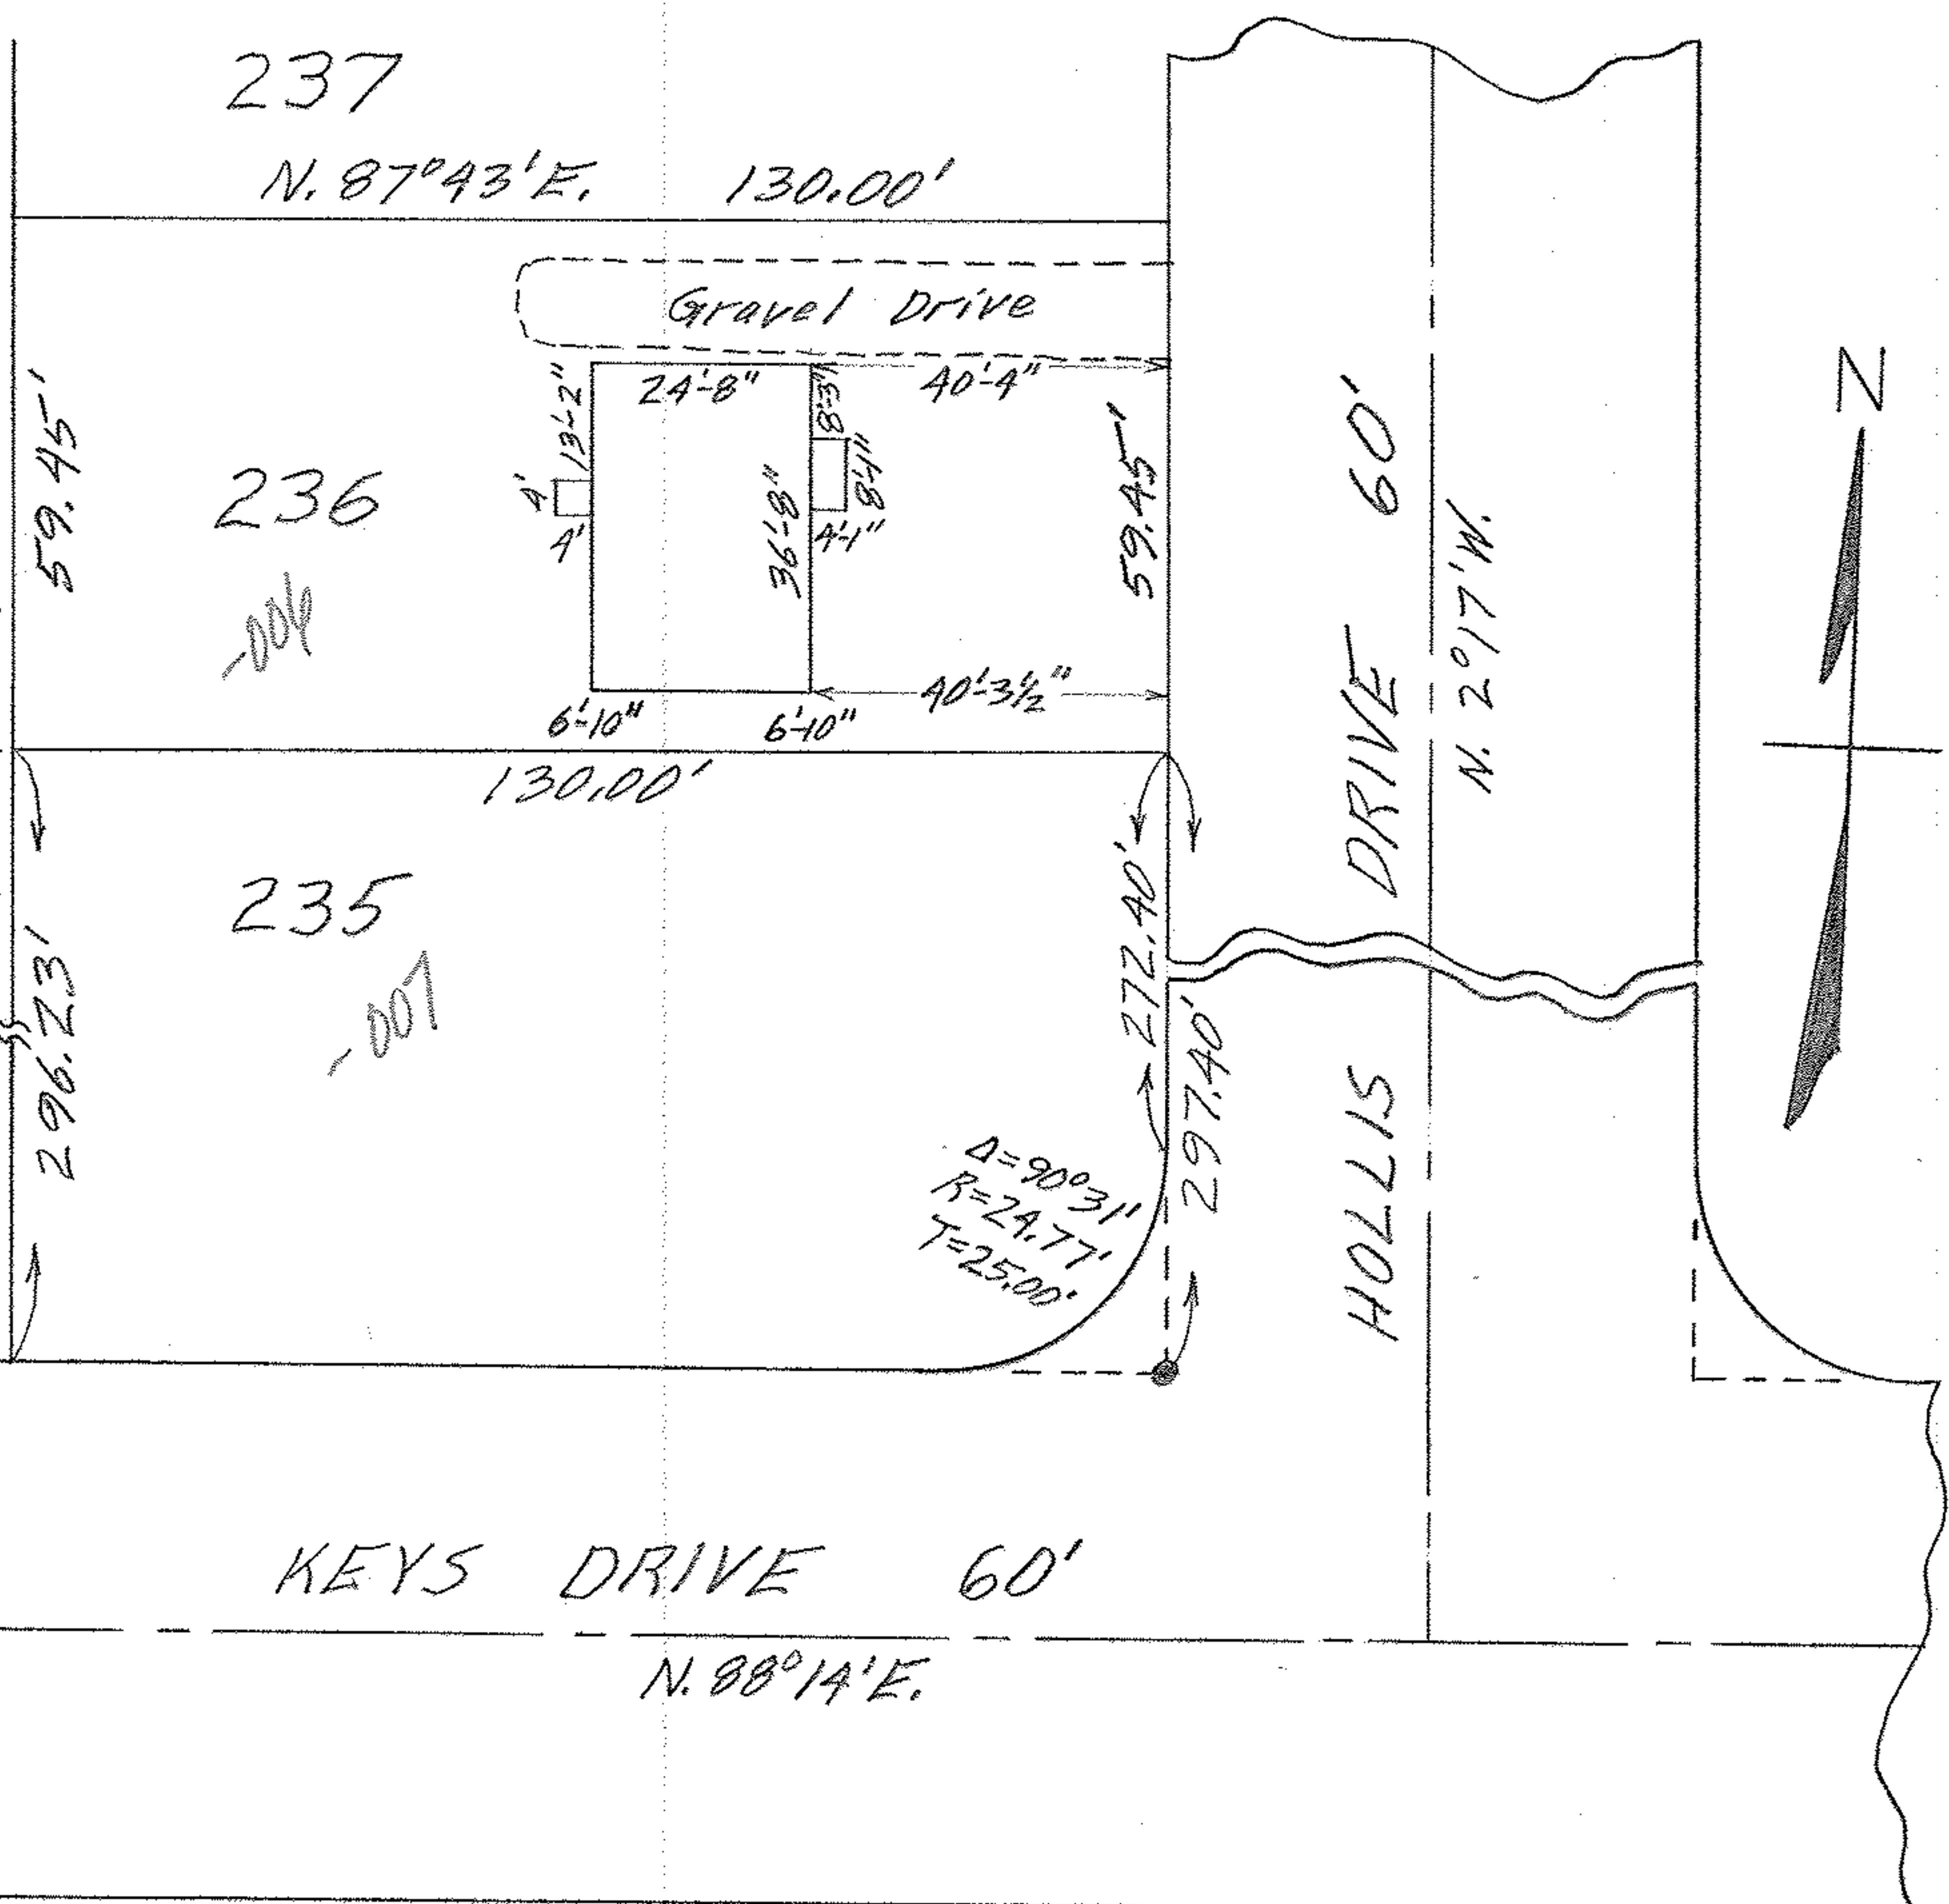 237
N. 87°43'E. 130.00'
Gravel Drive
24'-8"
40'-4"
13'-2"
8'-3"
4'
4'
36'-8"
8'-1"
4'-1"
59.45'
236
-006
59.45'
40'-3½"
6'-10"
6'-10"
130.00'
DRIVE 60'
N. 2°17'W.
N
235
-007
296.23'
272.40'
297.40'
Δ=90°31"
R=24.77'
T=25.00'
HOLLIS
KEYS DRIVE 60'
N. 88°14'E.